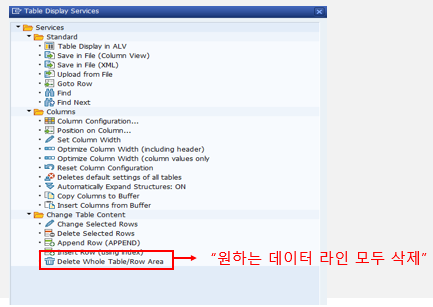 Table Display Services
Services
Standard
Table Display in ALV
Save in File (Column View)
Save in File (XML)
Upload from File
Goto Row
Find
Find Next
Columns
Column Configuration...
Position on Column...
Set Column Width
Optimize Column Width (including header)
Optimize Column Width (column values only
Reset Column Configuration
Deletes default settings of all tables
Automatically Expand Structures: ON
Copy Columns to Buffer
Insert Columns from Buffer
Change Table Content
Change Selected Rows
Delete Selected Rows
Append Row (APPEND)
Insert Row (using Index)
Delete Whole Table/Row Area
“원하는 데이터 라인 모두 삭제”